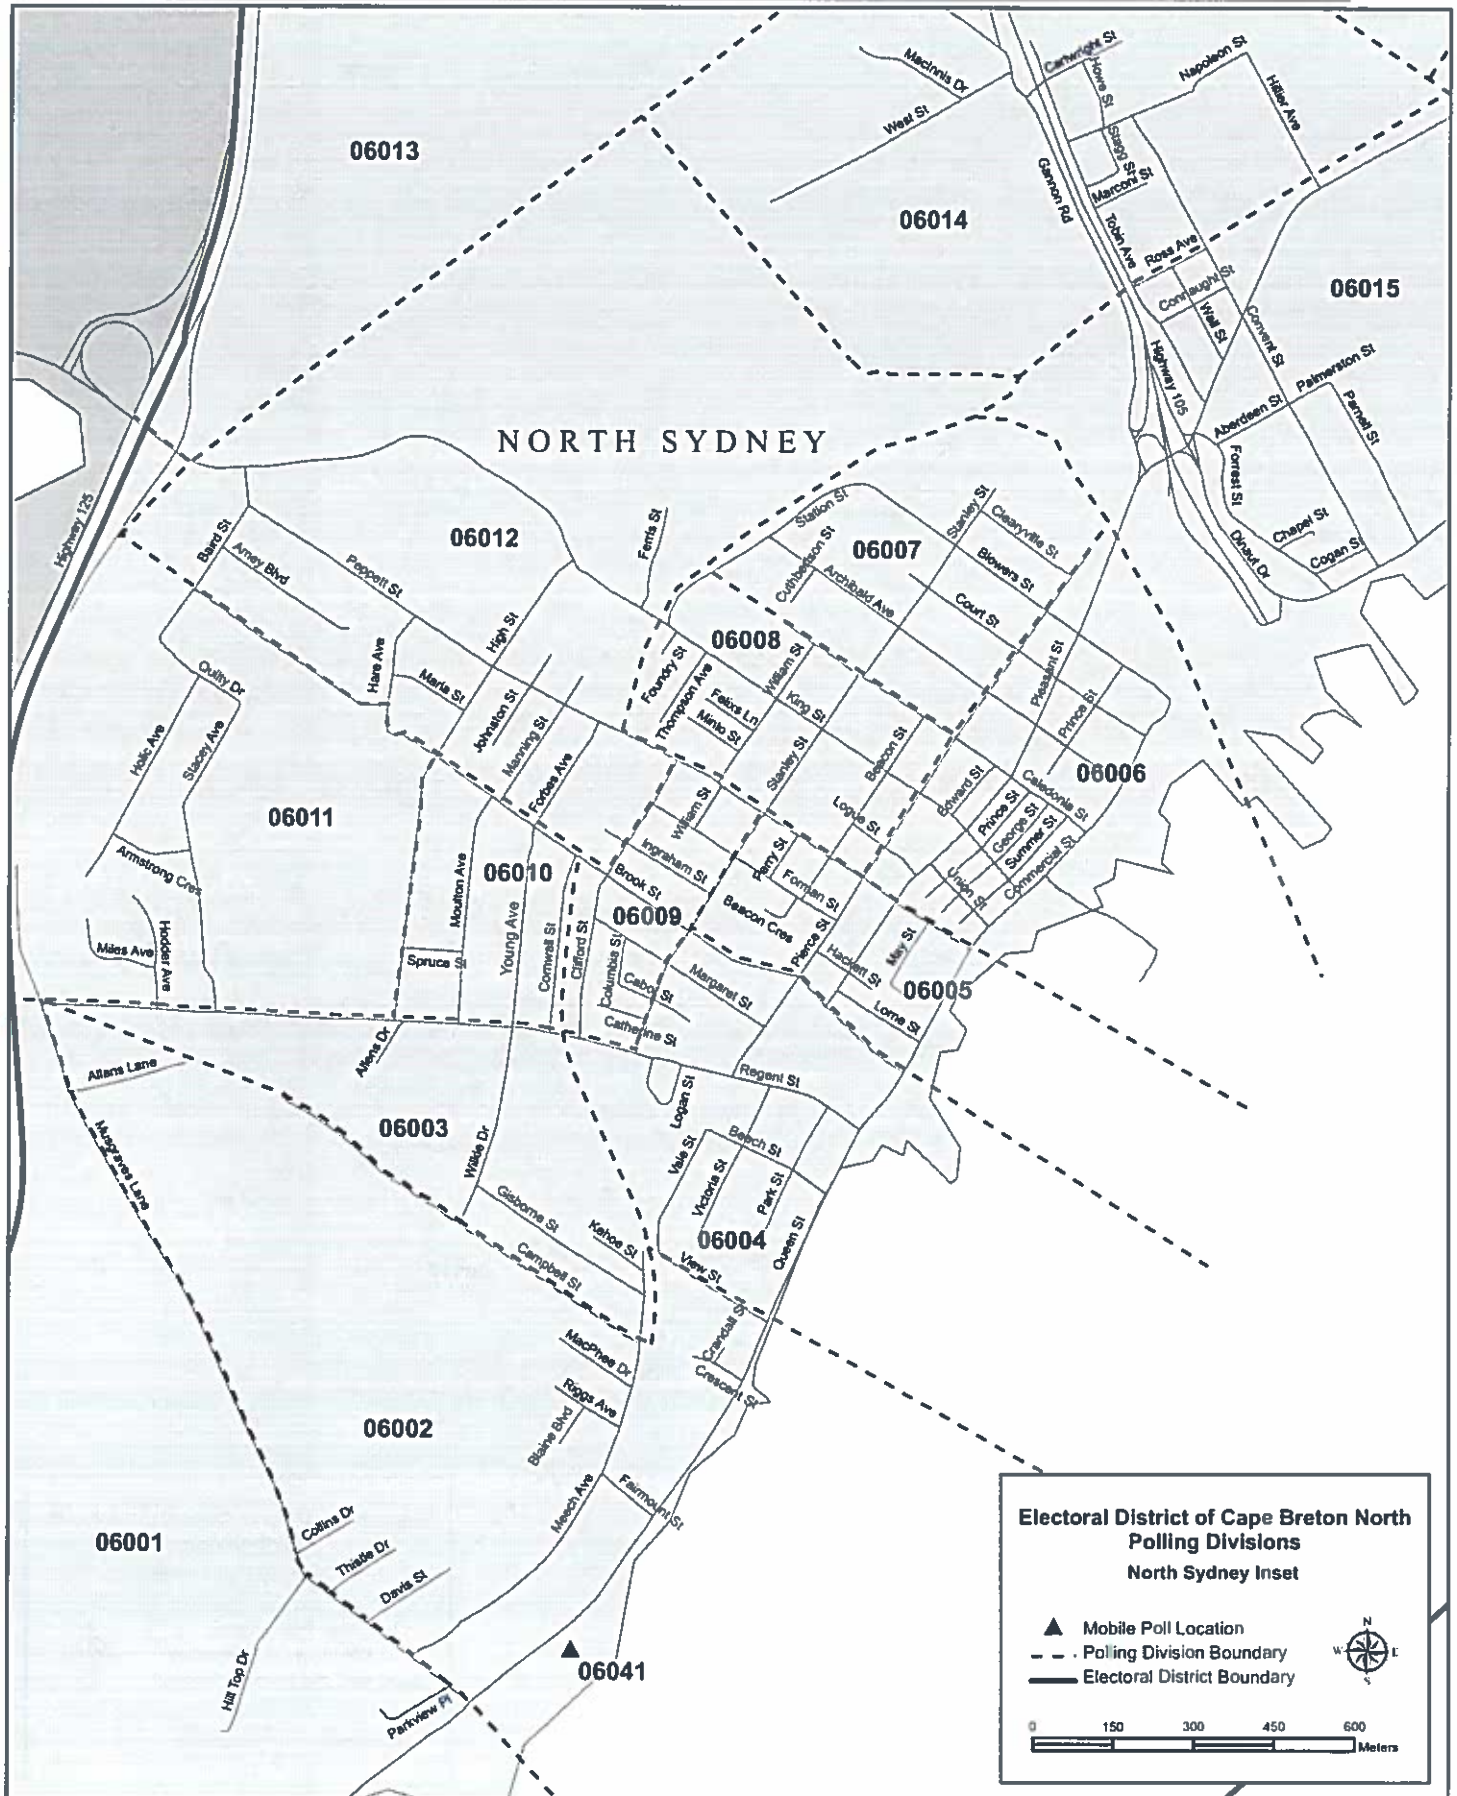 Cartwright St
Napoleon St
MacInnis Dr
Howe St
Hillier Ave
West St
06013
Stagg St
Gannon Rd
Marconi St
06014
Tobin Ave
Ross Ave
06015
Connaught St
Wall St
Convent St
Highway 105
Palmerston St
Parnell St
Aberdeen St
NORTH SYDNEY
Forrest St
Highway 125
Station St
Stanley St
Clearyville St
Chapel St
Cogan St
Dinaut Dr
06012
Ferris St
06007
Baird St
Arney Blvd
Peppett St
Cuthbertson St
Archibald Ave
Blowers St
Court St
High St
06008
Hare Ave
Maria St
Foundry St
Thompson Ave
William St
Felixs Ln
Minto St
King St
Pleasant St
Prince St
Quilty Dr
Johnston St
Manning St
Stacey Ave
Forbes Ave
Stanley St
Beacon St
06006
Edward St
Caledonia St
06011
William St
Logue St
Prince St
George St
Summer St
Commercial St
Armstrong Cres
Moulton Ave
06010
Ingraham St
Perry St
Brook St
Forman St
Union St
06009
Beacon Cres
Pierce St
Miles Ave
Hodder Ave
Spruce St
Young Ave
Cornwall St
Clifford St
Columbia St
Cabot St
Margaret St
Hackett St
May St
06005
Lorne St
Catherine St
Allens Dr
Allans Lane
Regent St
Logan St
Musgraves Lane
06003
Wilkie Dr
Beech St
Vale St
Victoria St
Park St
Gisborne St
Kehoe St
06004
Queen St
Campbell St
View St
Crandall St
MacPhee Dr
Crescent St
Riggs Ave
Blaine Blvd
06002
Meech Ave
Fairmount St
06001
Collins Dr
Thistle Dr
Davis St
Hill Top Dr
06041
Parkview Pl
Electoral District of Cape Breton North
Polling Divisions
North Sydney Inset
Mobile Poll Location
Polling Division Boundary
Electoral District Boundary
N
W E
S
0 150 300 450 600
Meters